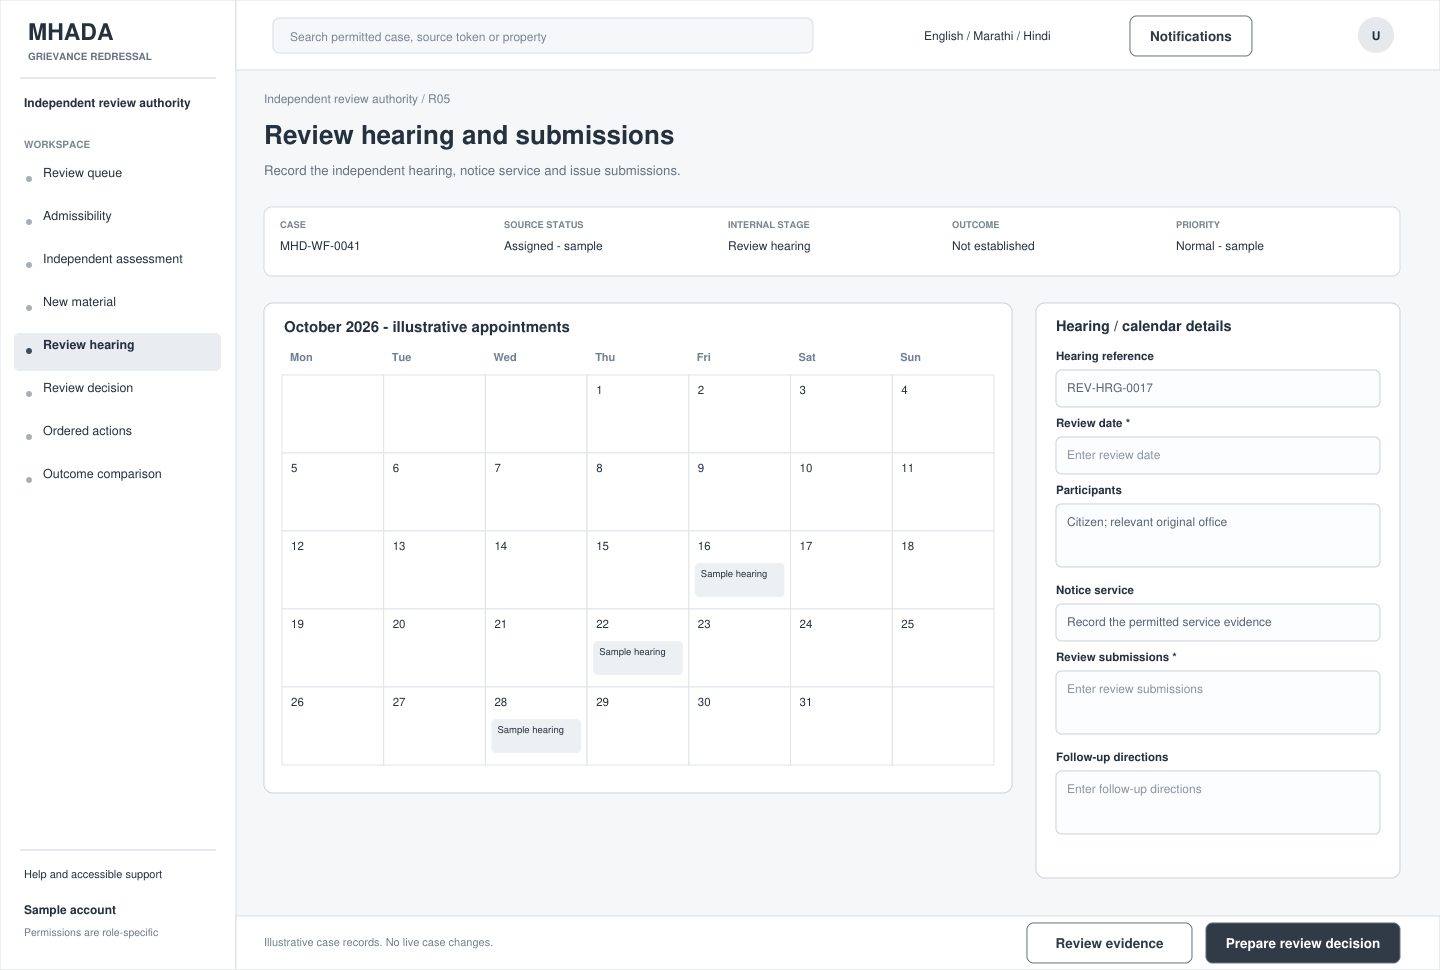 MHADA
GRIEVANCE REDRESSAL
Independent review authority
WORKSPACE
Review queue
Admissibility
Independent assessment
New material
Review hearing
Review decision
Ordered actions
Outcome comparison
Help and accessible support
Sample account
Permissions are role-specific
Search permitted case, source token or property
English / Marathi / Hindi
Notifications
U
Independent review authority / R05
Review hearing and submissions
Record the independent hearing, notice service and issue submissions.
CASE
MHD-WF-0041
SOURCE STATUS
Assigned - sample
INTERNAL STAGE
Review hearing
OUTCOME
Not established
PRIORITY
Normal - sample
October 2026 - illustrative appointments
Mon Tue Wed Thu Fri Sat Sun
1 2 3 4
5 6 7 8 9 10 11
12 13 14 15 16 17 18
Sample hearing
19 20 21 22 23 24 25
Sample hearing
26 27 28 29 30 31
Sample hearing
Hearing / calendar details
Hearing reference
REV-HRG-0017
Review date *
Enter review date
Participants
Citizen; relevant original office
Notice service
Record the permitted service evidence
Review submissions *
Enter review submissions
Follow-up directions
Enter follow-up directions
Illustrative case records. No live case changes.
Review evidence
Prepare review decision